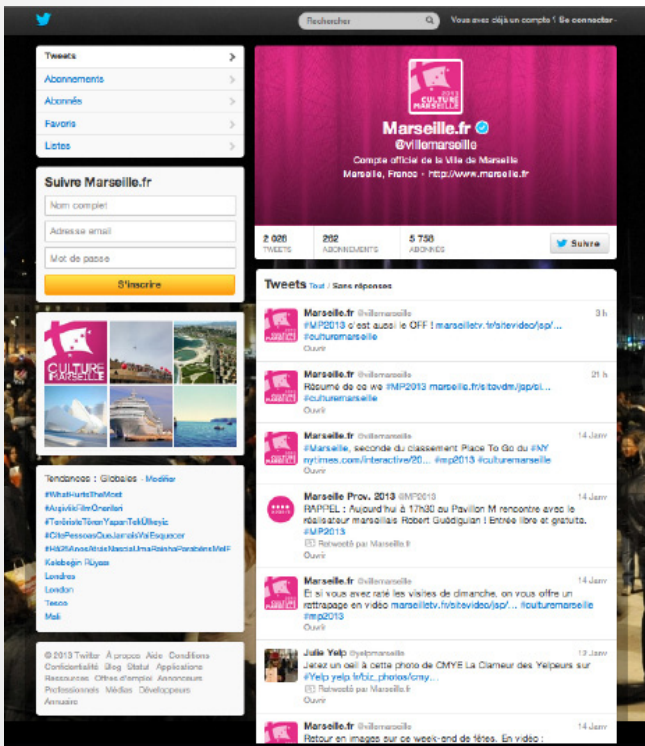 Rechercher
Vous avez déjà un compte ? Se connecter
Tweets
Abonnements
Abonnés
Favoris
Listes
Suivre Marseille.fr
Nom complet
Adresse email
Mot de passe
S'inscrire
CULTURE
MARSEILLE
Tendances : Globales · Modifier
#WhatHurtsTheMost
#ArşivlikFilmÖnerileri
#TeröristeTörenYapanTekÜlkeyiz
#CitePessoasQueJamaisVaiEsquecer
Kelebeğin Rüyası
Londres
London
Tesco
Mali
© 2013 Twitter À propos Aide Conditions
Confidentialité Blog Statut Applications
Ressources Offres d'emploi Annonceurs
Professionnels Médias Développeurs
Annuaire
2013
CULTURE
MARSEILLE
Marseille.fr
@villemarseille
Compte officiel de la Ville de Marseille
Marseille, France · http://www.marseille.fr
2 026 TWEETS
262 ABONNEMENTS
5 758 ABONNÉS
Suivre
Tweets Tout / Sans réponses
Marseille.fr @villemarseille 3 h
#MP2013 c'est aussi le OFF ! marseilletv.fr/sitevideo/jsp/...
#culturemarseille
Ouvrir
Marseille.fr @villemarseille 21 h
Résumé de ce we #MP2013 marseille.fr/sitevdm/jsp/si...
#culturemarseille
Ouvrir
Marseille.fr @villemarseille 14 Janv
#Marseille, seconde du classement Place To Go du #NY
nytimes.com/interactive/20... #mp2013 #culturemarseille
Ouvrir
Marseille Prov. 2013 @MP2013 14 Janv
RAPPEL : Aujourd'hui à 17h30 au Pavillon M rencontre avec le
réalisateur marseillais Robert Guédiguian ! Entrée libre et gratuite.
#MP2013
Retweeté par Marseille.fr
Ouvrir
Marseille.fr @villemarseille 14 Janv
Et si vous avez raté les visites de dimanche, on vous offre un
rattrapage en vidéo marseilletv.fr/sitevideo/jsp/... #culturemarseille
#mp2013
Ouvrir
Julie Yelp @yelpmarseille 12 Janv
Jetez un oeil à cette photo de CMYE La Clameur des Yelpeurs sur
#Yelp yelp.fr/biz_photos/cmy...
Retweeté par Marseille.fr
Ouvrir
Marseille.fr @villemarseille 14 Janv
Retour en images sur ce week-end de fêtes. En vidéo :